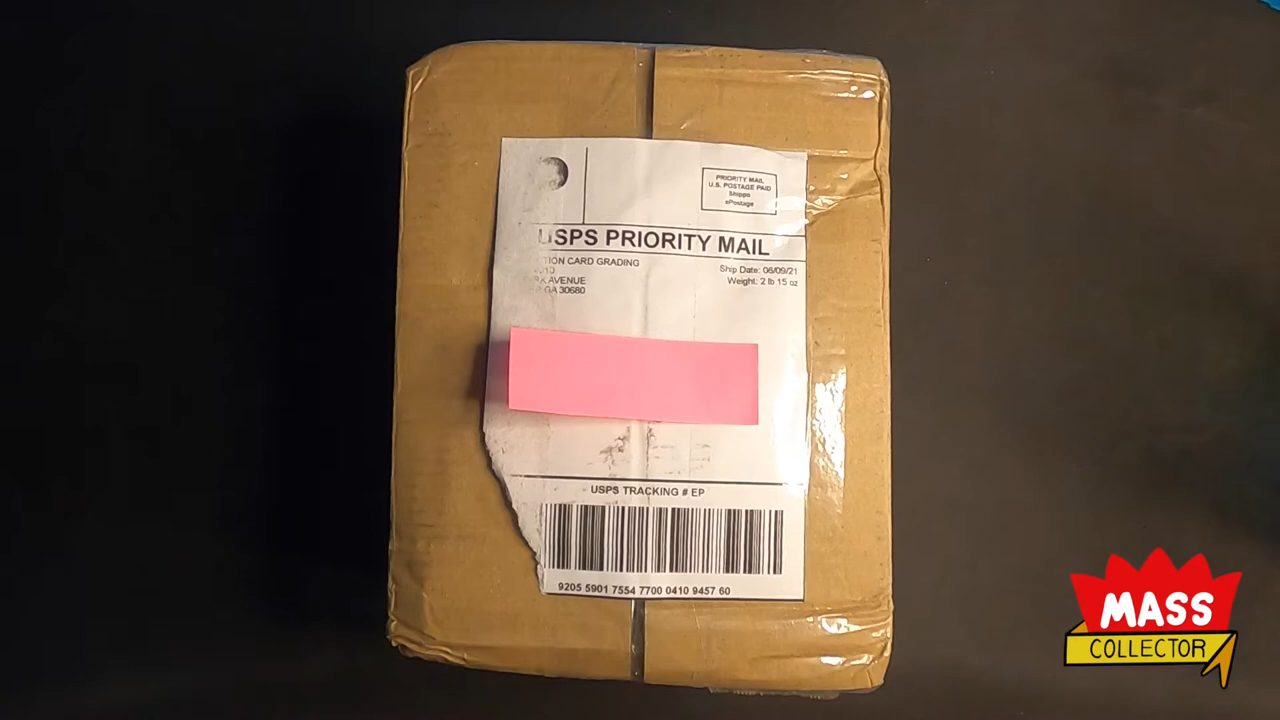 PRIORITY MAIL
U.S. POSTAGE PAID
Shippo
ePostage
USPS PRIORITY MAIL
TION CARD GRADING
Ship Date: 06/09/21
AVENUE
Weight: 2 lb 15 oz
GA 30680
USPS TRACKING # EP
9205 5901 7554 7700 0410 9457 60
MASS
COLLECTOR